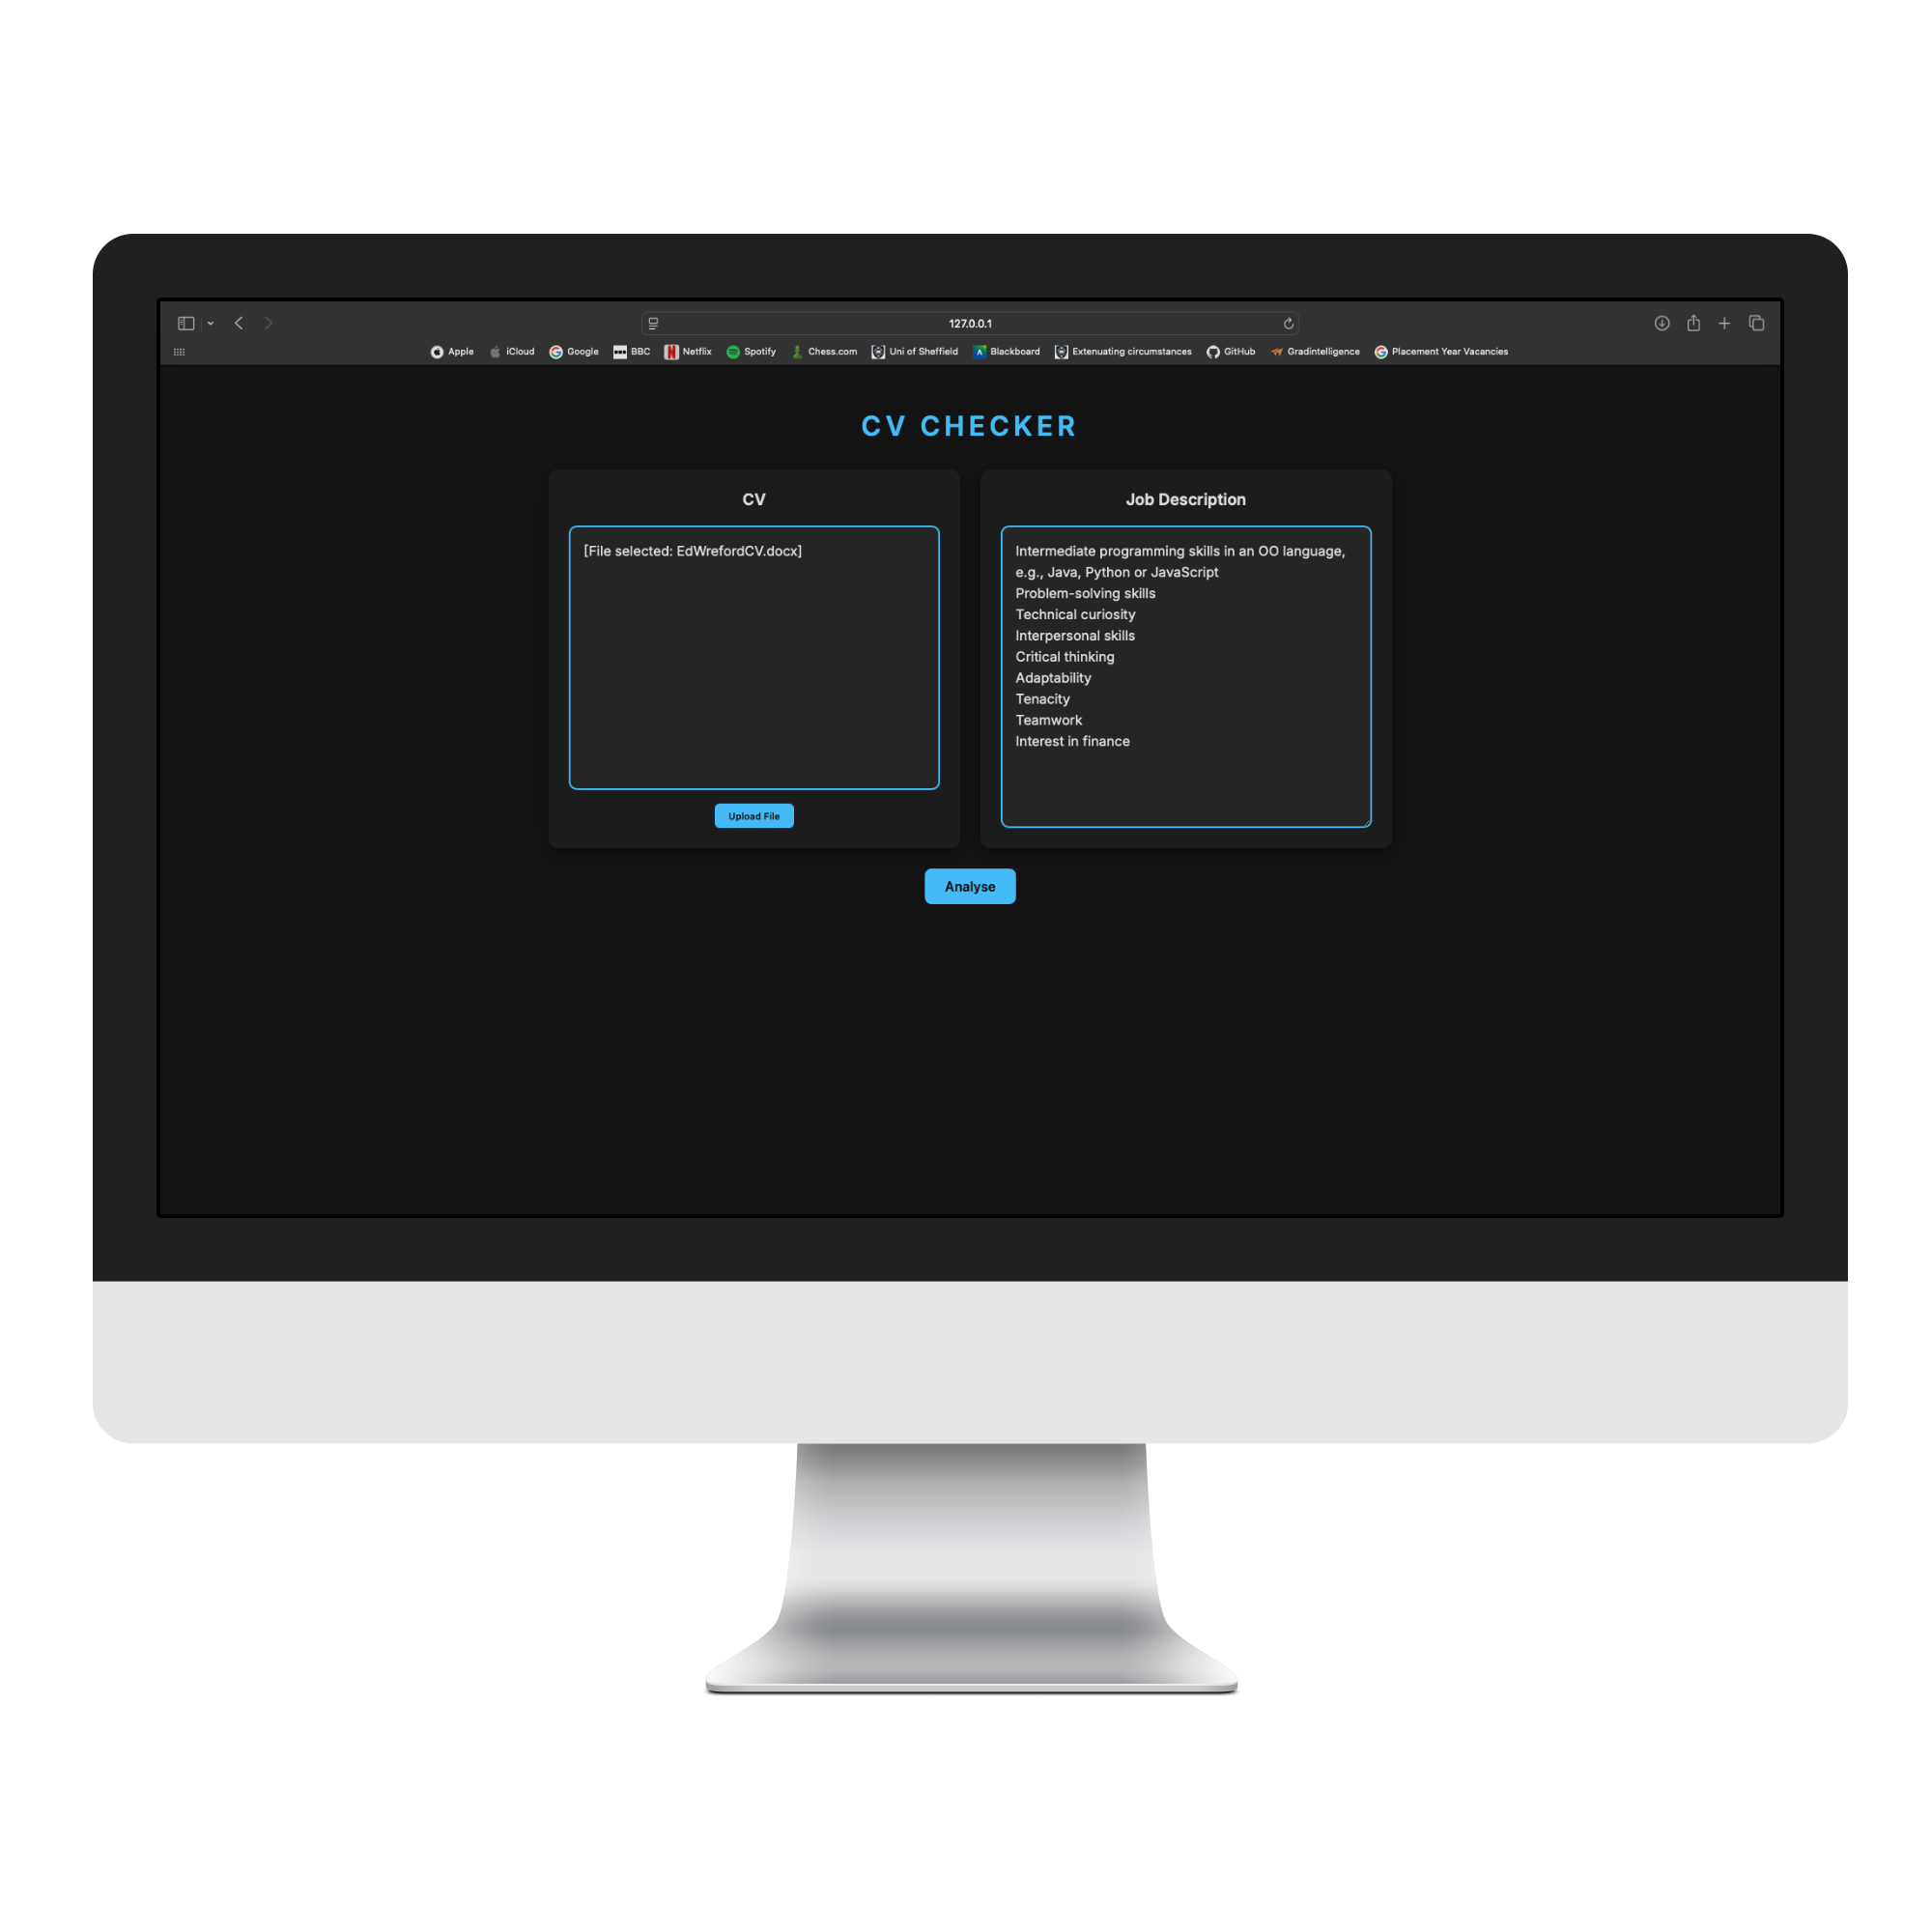 127.0.0.1
Apple iCloud Google BBC Netflix Spotify Chess.com Uni of Sheffield Blackboard Extenuating circumstances GitHub Gradintelligence Placement Year Vacancies
CV CHECKER
CV
[File selected: EdWrefordCV.docx]
Upload File
Job Description
Intermediate programming skills in an OO language,
e.g., Java, Python or JavaScript
Problem-solving skills
Technical curiosity
Interpersonal skills
Critical thinking
Adaptability
Tenacity
Teamwork
Interest in finance
Analyse